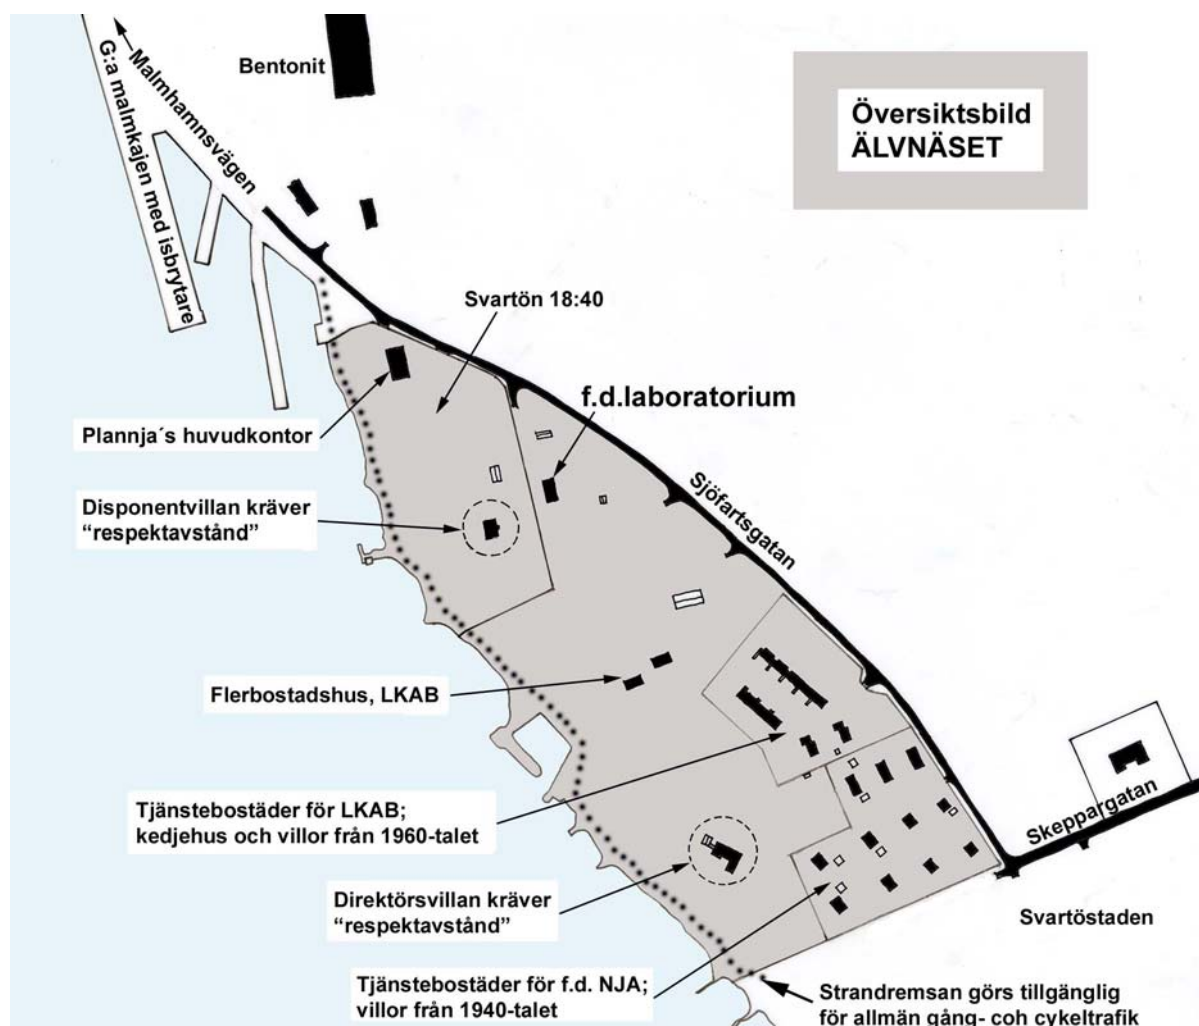 Bentonit
Översiktsbild
ÄLVNÄSET
Malmhamnsvägen
G:a malmkajen med isbrytare
Svartön 18:40
f.d.laboratorium
Plannja´s huvudkontor
Sjöfartsgatan
Disponentvillan kräver
“respektavstånd”
Flerbostadshus, LKAB
Skeppargatan
Tjänstebostäder för LKAB;
kedjehus och villor från 1960-talet
Direktörsvillan kräver
“respektavstånd”
Svartöstaden
Tjänstebostäder för f.d. NJA;
villor från 1940-talet
Strandremsan görs tillgänglig
för allmän gång- coh cykeltrafik